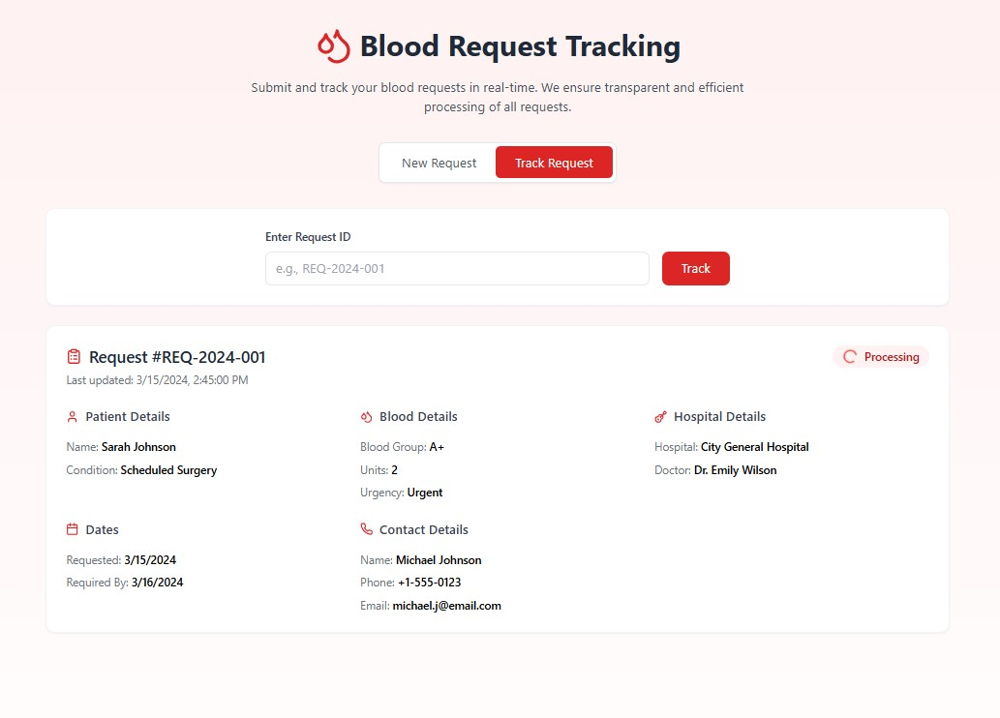 Blood Request Tracking
Submit and track your blood requests in real-time. We ensure transparent and efficient
processing of all requests.
New Request
Track Request
Enter Request ID
e.g., REQ-2024-001
Track
Request #REQ-2024-001
Processing
Last updated: 3/15/2024, 2:45:00 PM
Patient Details
Name: Sarah Johnson
Condition: Scheduled Surgery
Blood Details
Blood Group: A+
Units: 2
Urgency: Urgent
Hospital Details
Hospital: City General Hospital
Doctor: Dr. Emily Wilson
Dates
Requested: 3/15/2024
Required By: 3/16/2024
Contact Details
Name: Michael Johnson
Phone: +1-555-0123
Email: michael.j@email.com